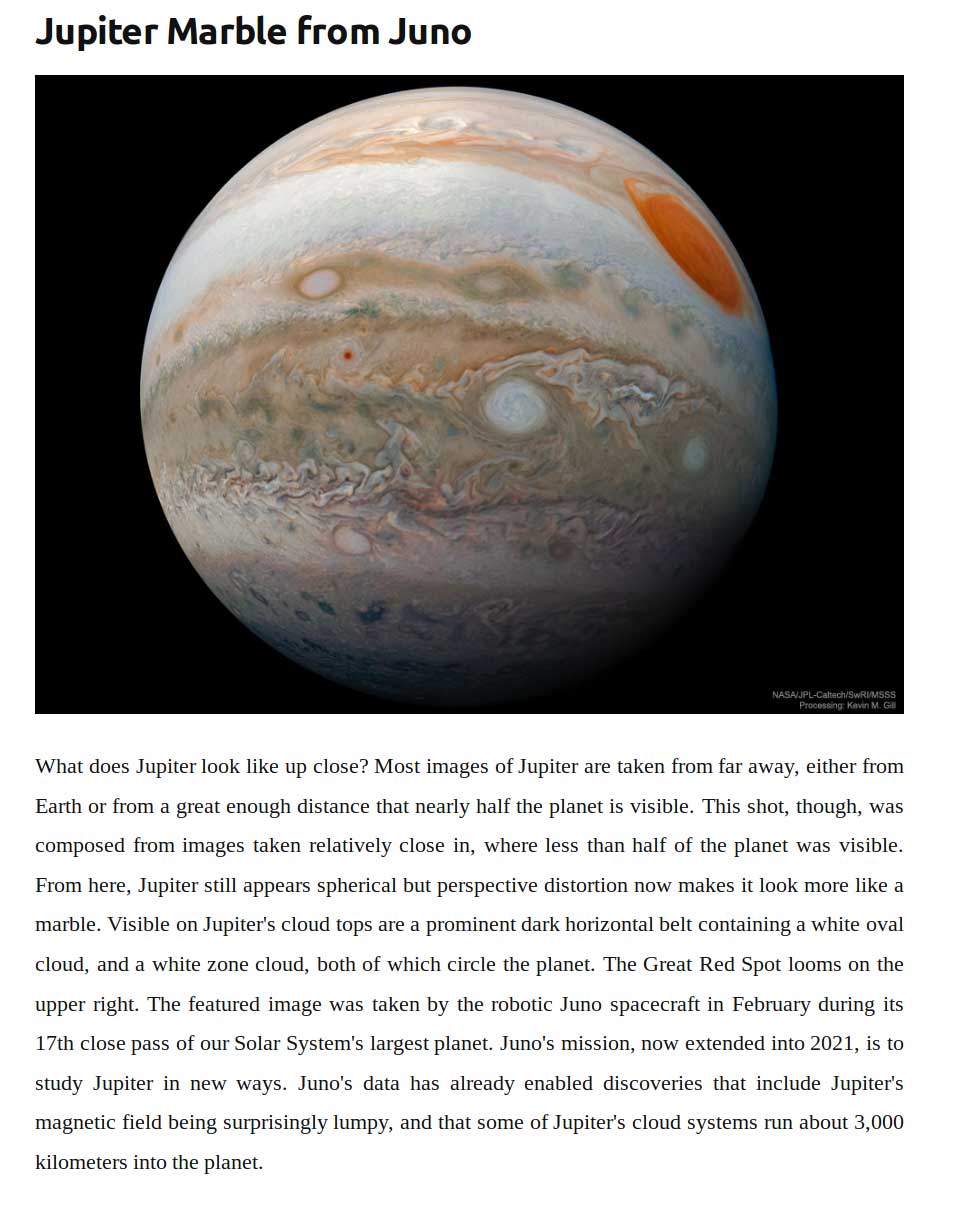 Jupiter Marble from Juno
NASA/JPL-Caltech/SwRI/MSSS
Processing: Kevin M. Gill
What does Jupiter look like up close? Most images of Jupiter are taken from far away, either from
Earth or from a great enough distance that nearly half the planet is visible. This shot, though, was
composed from images taken relatively close in, where less than half of the planet was visible.
From here, Jupiter still appears spherical but perspective distortion now makes it look more like a
marble. Visible on Jupiter's cloud tops are a prominent dark horizontal belt containing a white oval
cloud, and a white zone cloud, both of which circle the planet. The Great Red Spot looms on the
upper right. The featured image was taken by the robotic Juno spacecraft in February during its
17th close pass of our Solar System's largest planet. Juno's mission, now extended into 2021, is to
study Jupiter in new ways. Juno's data has already enabled discoveries that include Jupiter's
magnetic field being surprisingly lumpy, and that some of Jupiter's cloud systems run about 3,000
kilometers into the planet.